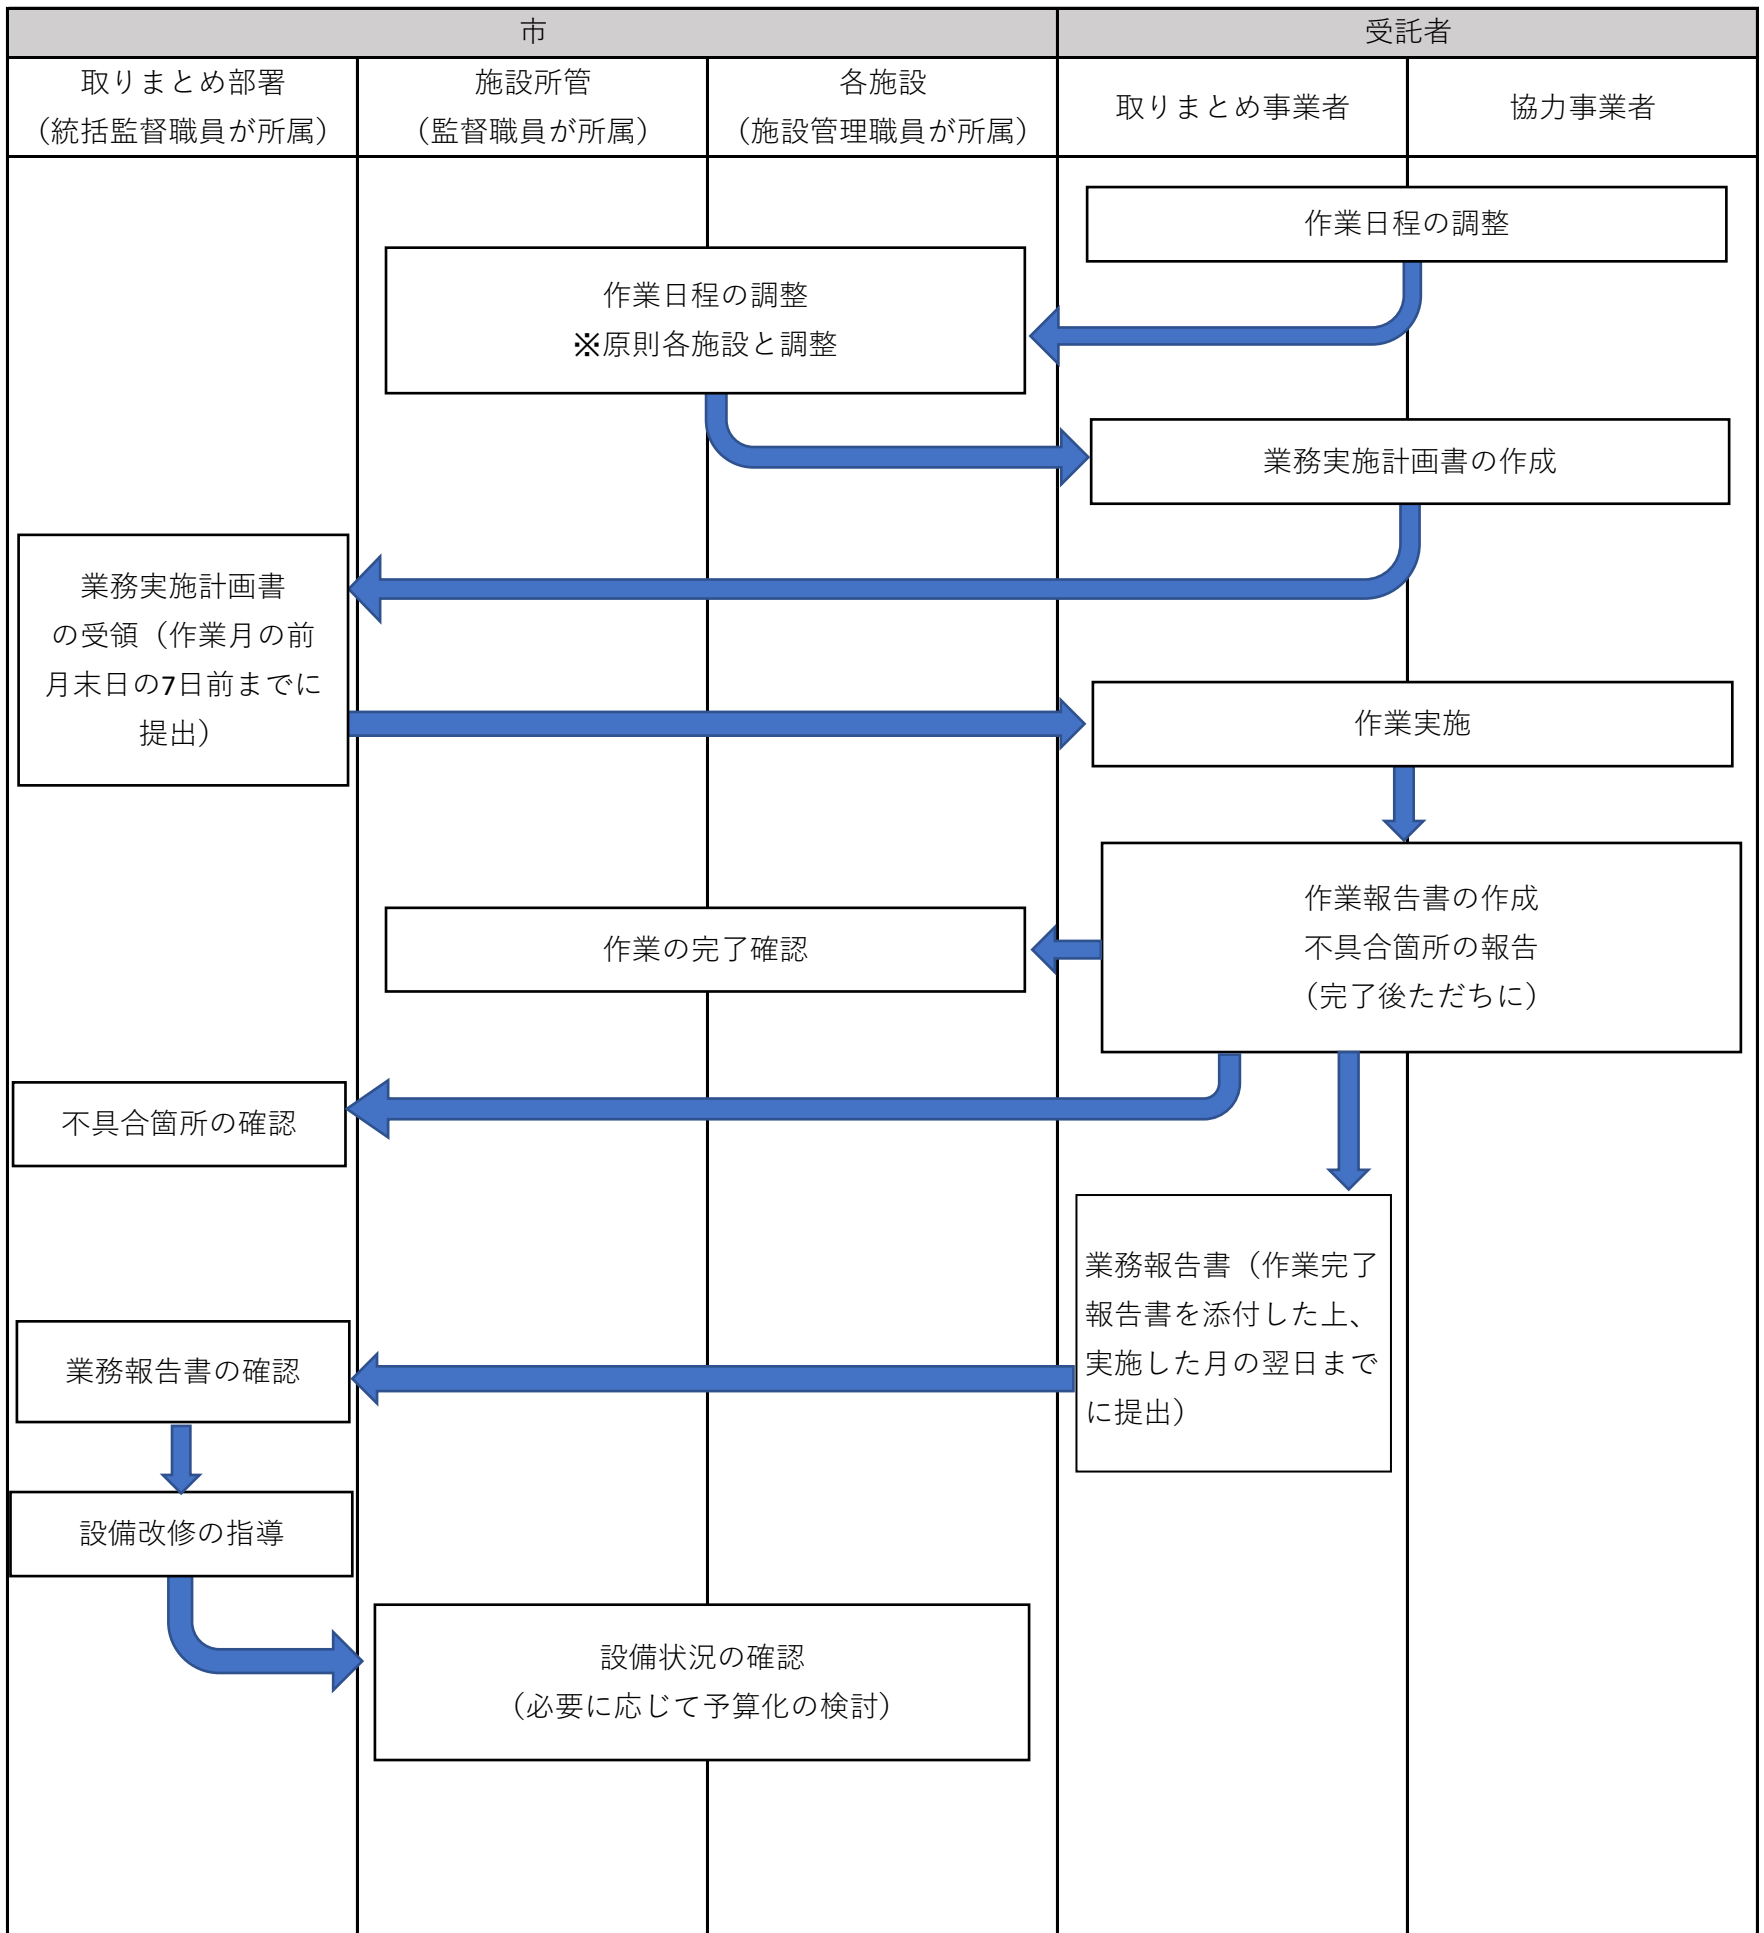 市
受託者
取りまとめ部署
（統括監督職員が所属）
施設所管
（監督職員が所属）
各施設
（施設管理職員が所属）
取りまとめ事業者
協力事業者
作業日程の調整
作業日程の調整
※原則各施設と調整
業務実施計画書の作成
業務実施計画書
の受領（作業月の前
月末日の7日前までに
提出）
作業実施
作業報告書の作成
不具合箇所の報告
（完了後ただちに）
作業の完了確認
不具合箇所の確認
業務報告書（作業完了
報告書を添付した上、
実施した月の翌日まで
に提出）
業務報告書の確認
設備改修の指導
設備状況の確認
（必要に応じて予算化の検討）